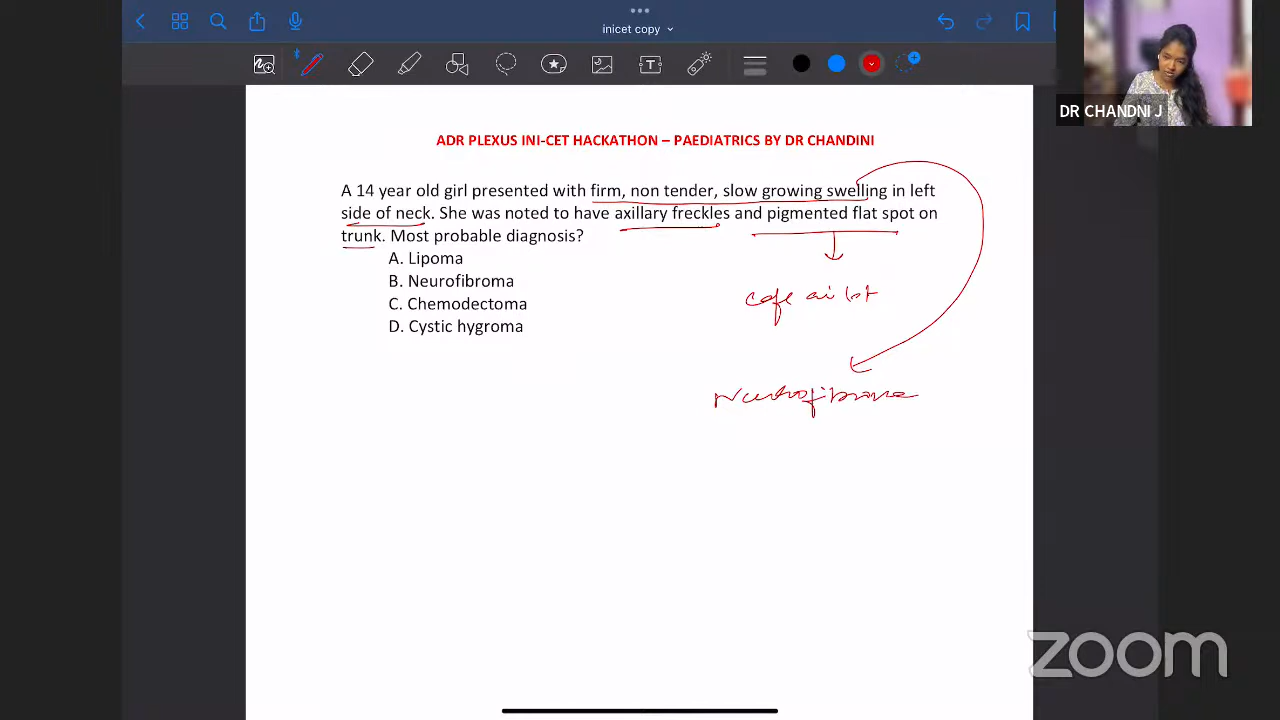 inicet copy
DR CHANDNI J
ADR PLEXUS INI-CET HACKATHON – PAEDIATRICS BY DR CHANDINI
A 14 year old girl presented with firm, non tender, slow growing swelling in left
side of neck. She was noted to have axillary freckles and pigmented flat spot on
trunk. Most probable diagnosis?
A. Lipoma
B. Neurofibroma
C. Chemodectoma
D. Cystic hygroma
cafe au lait
Neurofibroma
zoom